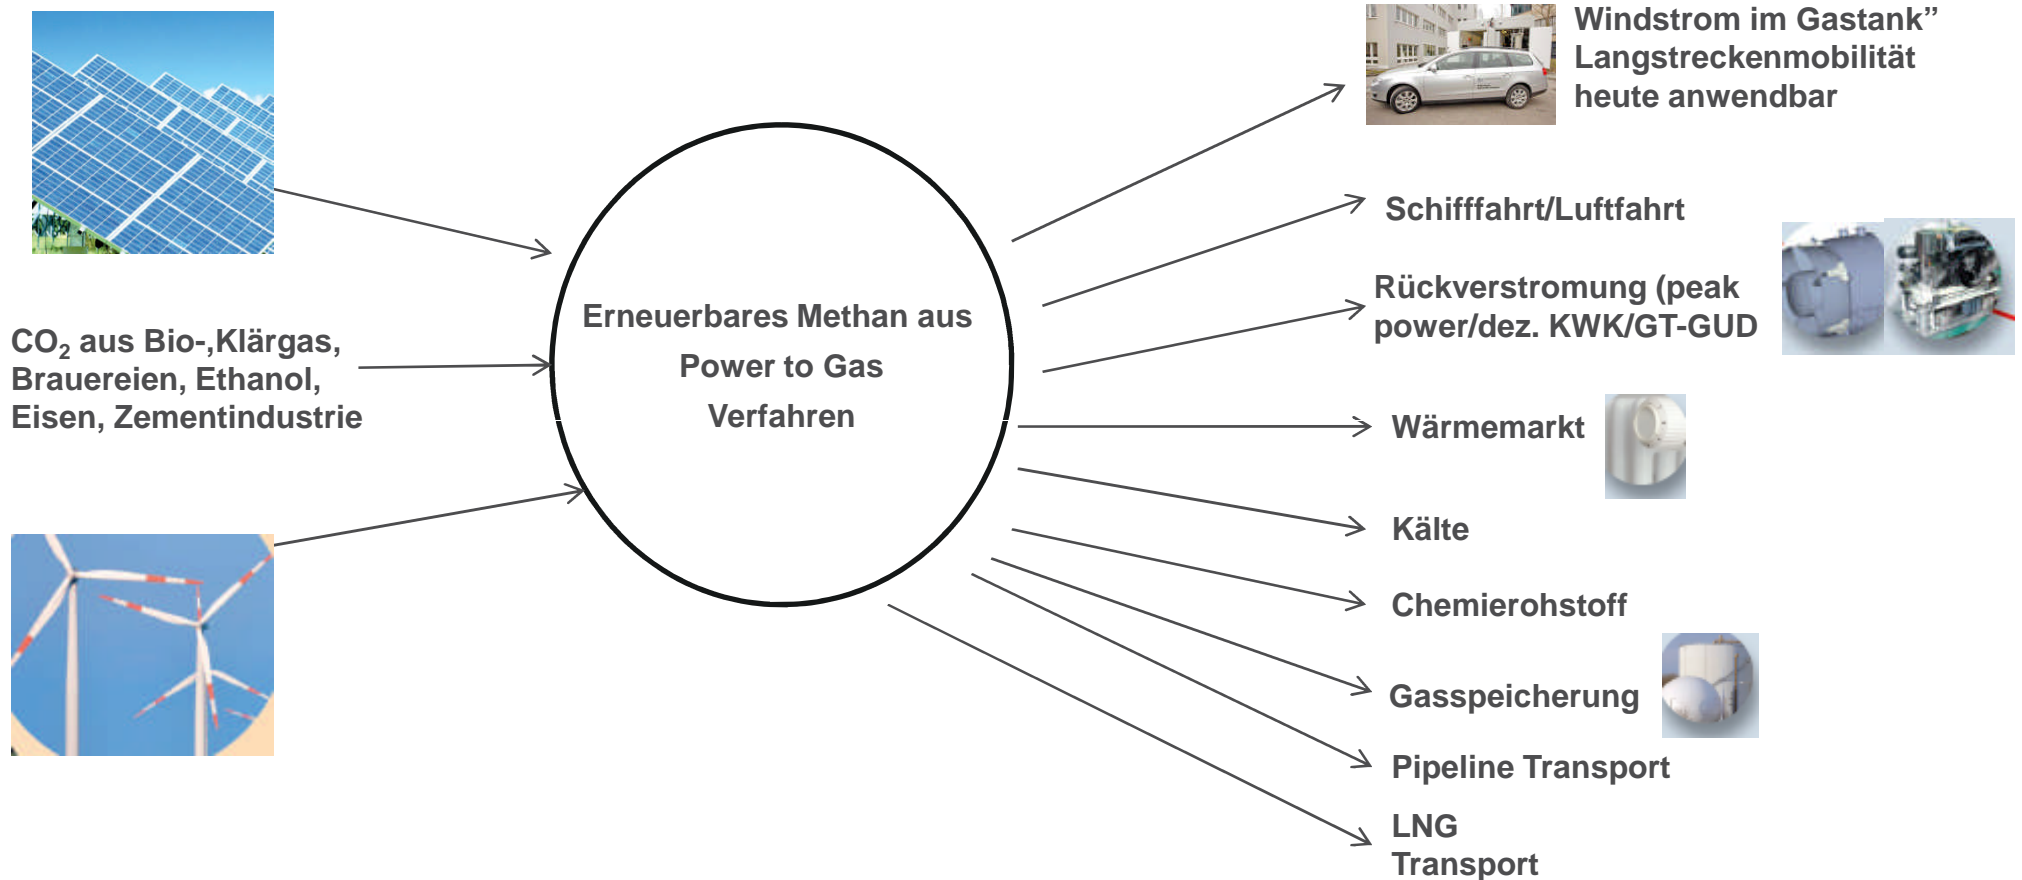 Windstrom im Gastank”
Langstreckenmobilität
heute anwendbar
Schifffahrt/Luftfahrt
Rückverstromung (peak
power/dez. KWK/GT-GUD
Erneuerbares Methan aus
Power to Gas
Verfahren
CO₂ aus Bio-,Klärgas,
Brauereien, Ethanol,
Eisen, Zementindustrie
Wärmemarkt
Kälte
Chemierohstoff
Gasspeicherung
Pipeline Transport
LNG
Transport